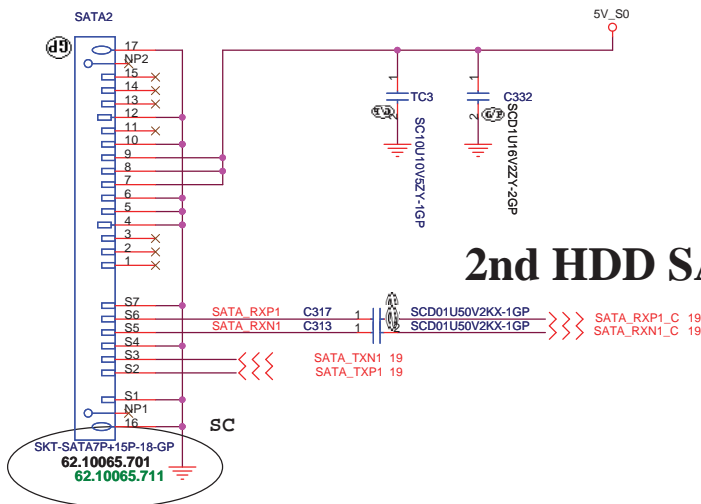 SATA2
5V_S0
GP
17
NP2
15
14
13
12
11
10
9
8
7
6
5
4
3
2
1
1
TC3
2
SC10U10V5ZY-1GP
1
C332
2
SCD1U16V2ZY-2GP
2nd HDD SA
S7
S6
SATA_RXP1 C317 1 SCD01U50V2KX-1GP SATA_RXP1_C 19
S5
SATA_RXN1 C313 1 2 SCD01U50V2KX-1GP SATA_RXN1_C 19
S4
S3
SATA_TXN1 19
S2
SATA_TXP1 19
S1
NP1
16
SC
SKT-SATA7P+15P-18-GP
62.10065.701
62.10065.711